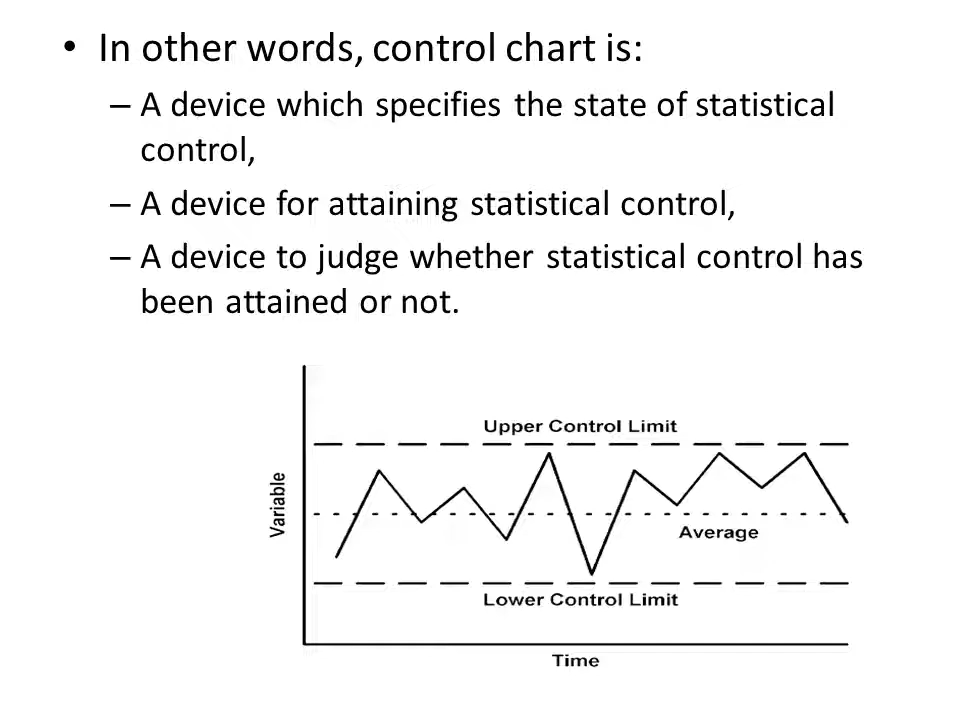 • In other words, control chart is:
– A device which specifies the state of statistical
control,
– A device for attaining statistical control,
– A device to judge whether statistical control has
been attained or not.
Upper Control Limit
Variable
Average
Lower Control Limit
Time